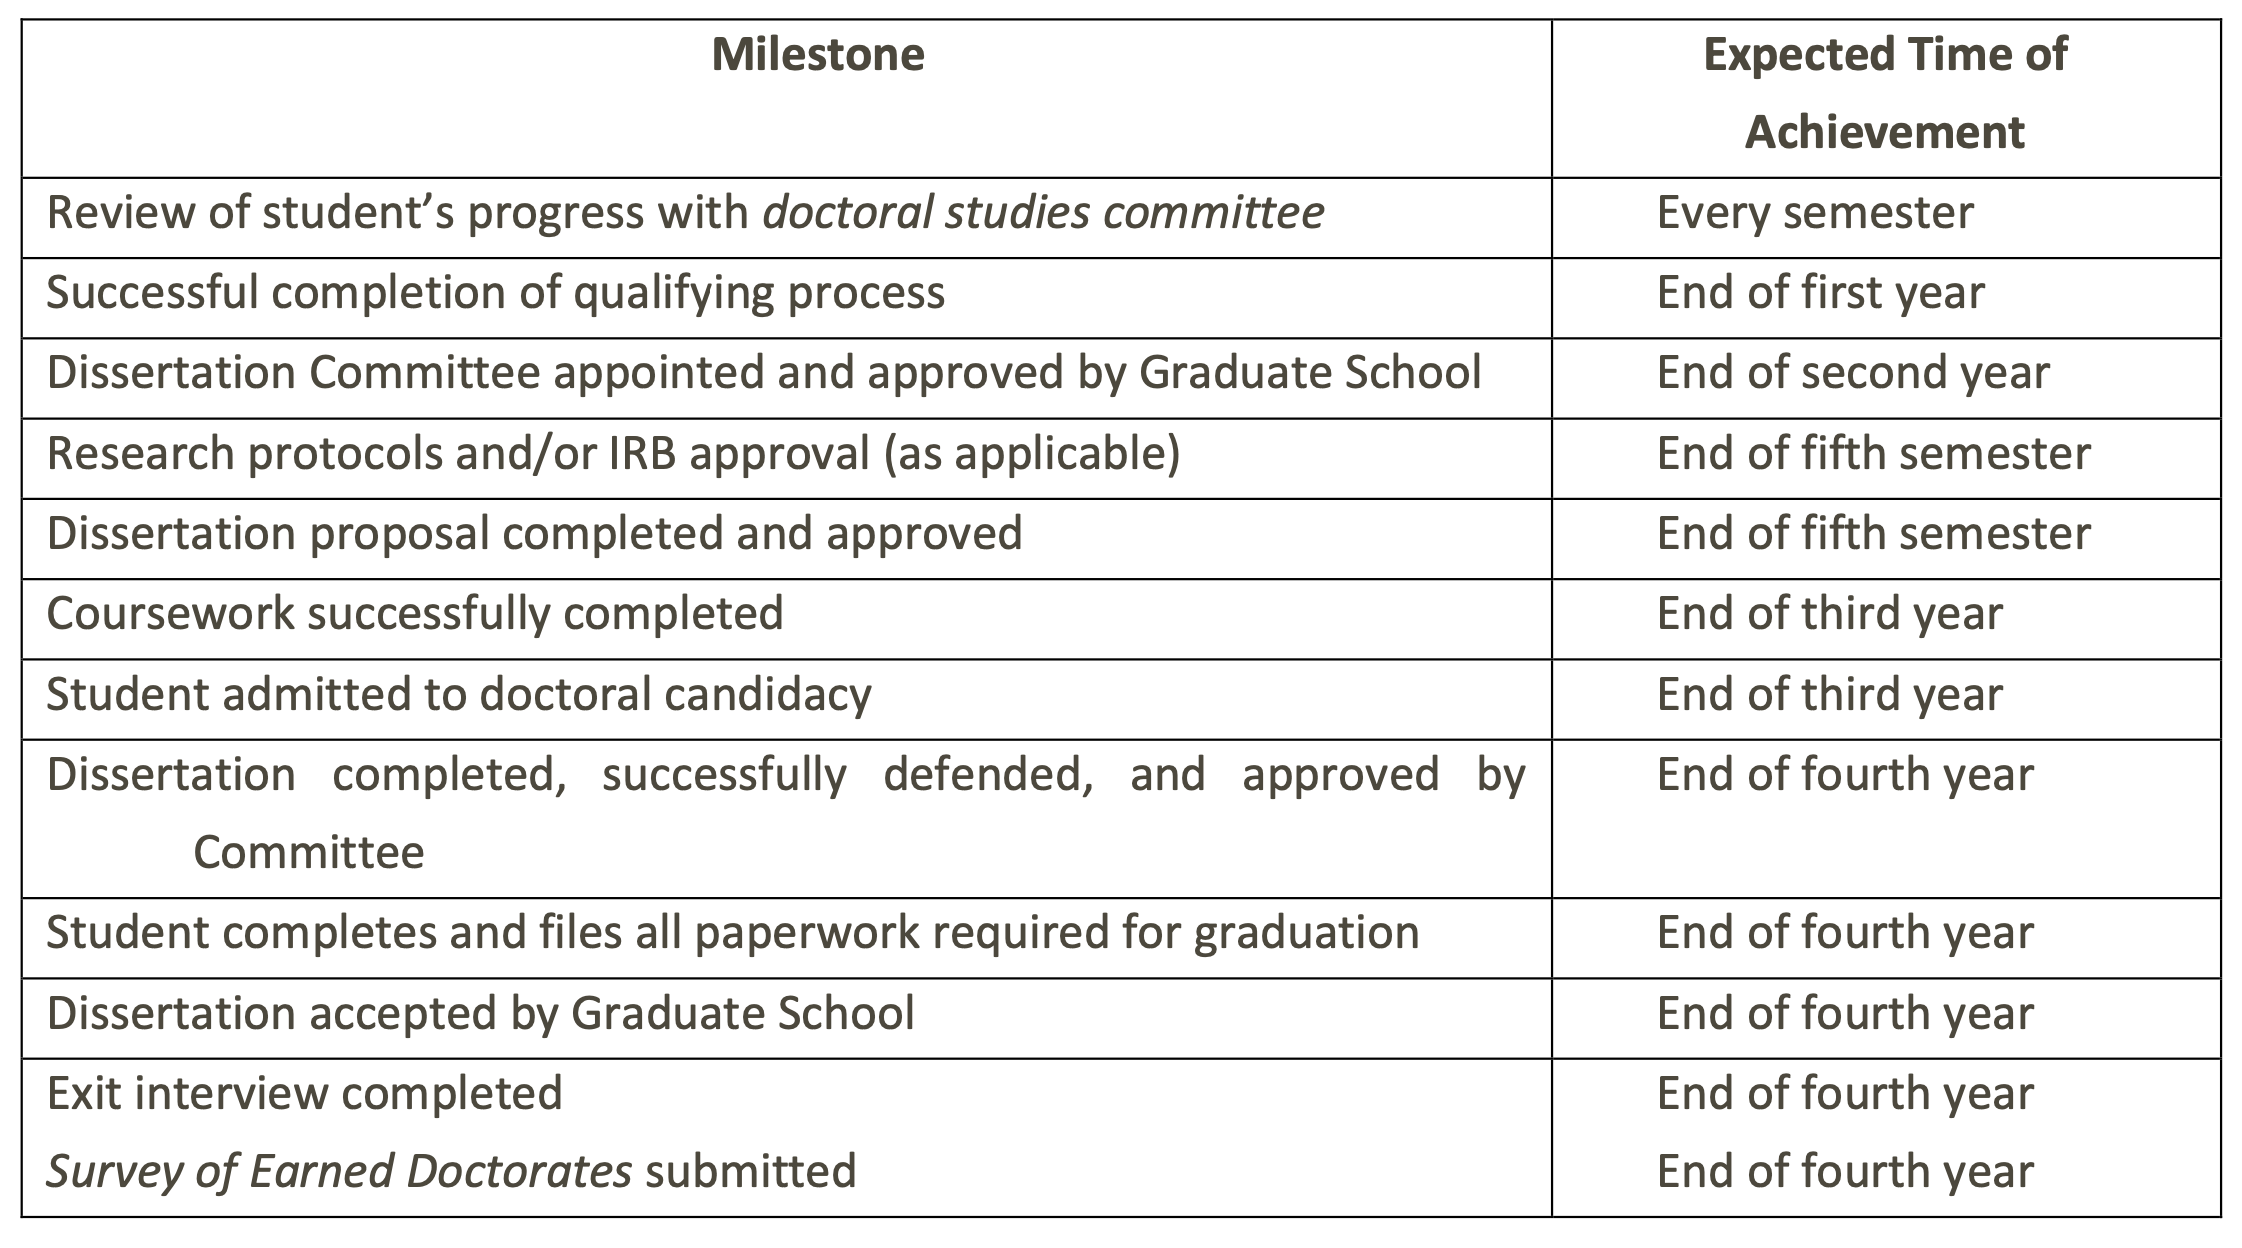 Milestone
Expected Time of
Achievement
Review of student’s progress with doctoral studies committee
Every semester
Successful completion of qualifying process
End of first year
Dissertation Committee appointed and approved by Graduate School
End of second year
Research protocols and/or IRB approval (as applicable)
End of fifth semester
Dissertation proposal completed and approved
End of fifth semester
Coursework successfully completed
End of third year
Student admitted to doctoral candidacy
End of third year
Dissertation completed, successfully defended, and approved by
Committee
End of fourth year
Student completes and files all paperwork required for graduation
End of fourth year
Dissertation accepted by Graduate School
End of fourth year
Exit interview completed
End of fourth year
Survey of Earned Doctorates submitted
End of fourth year